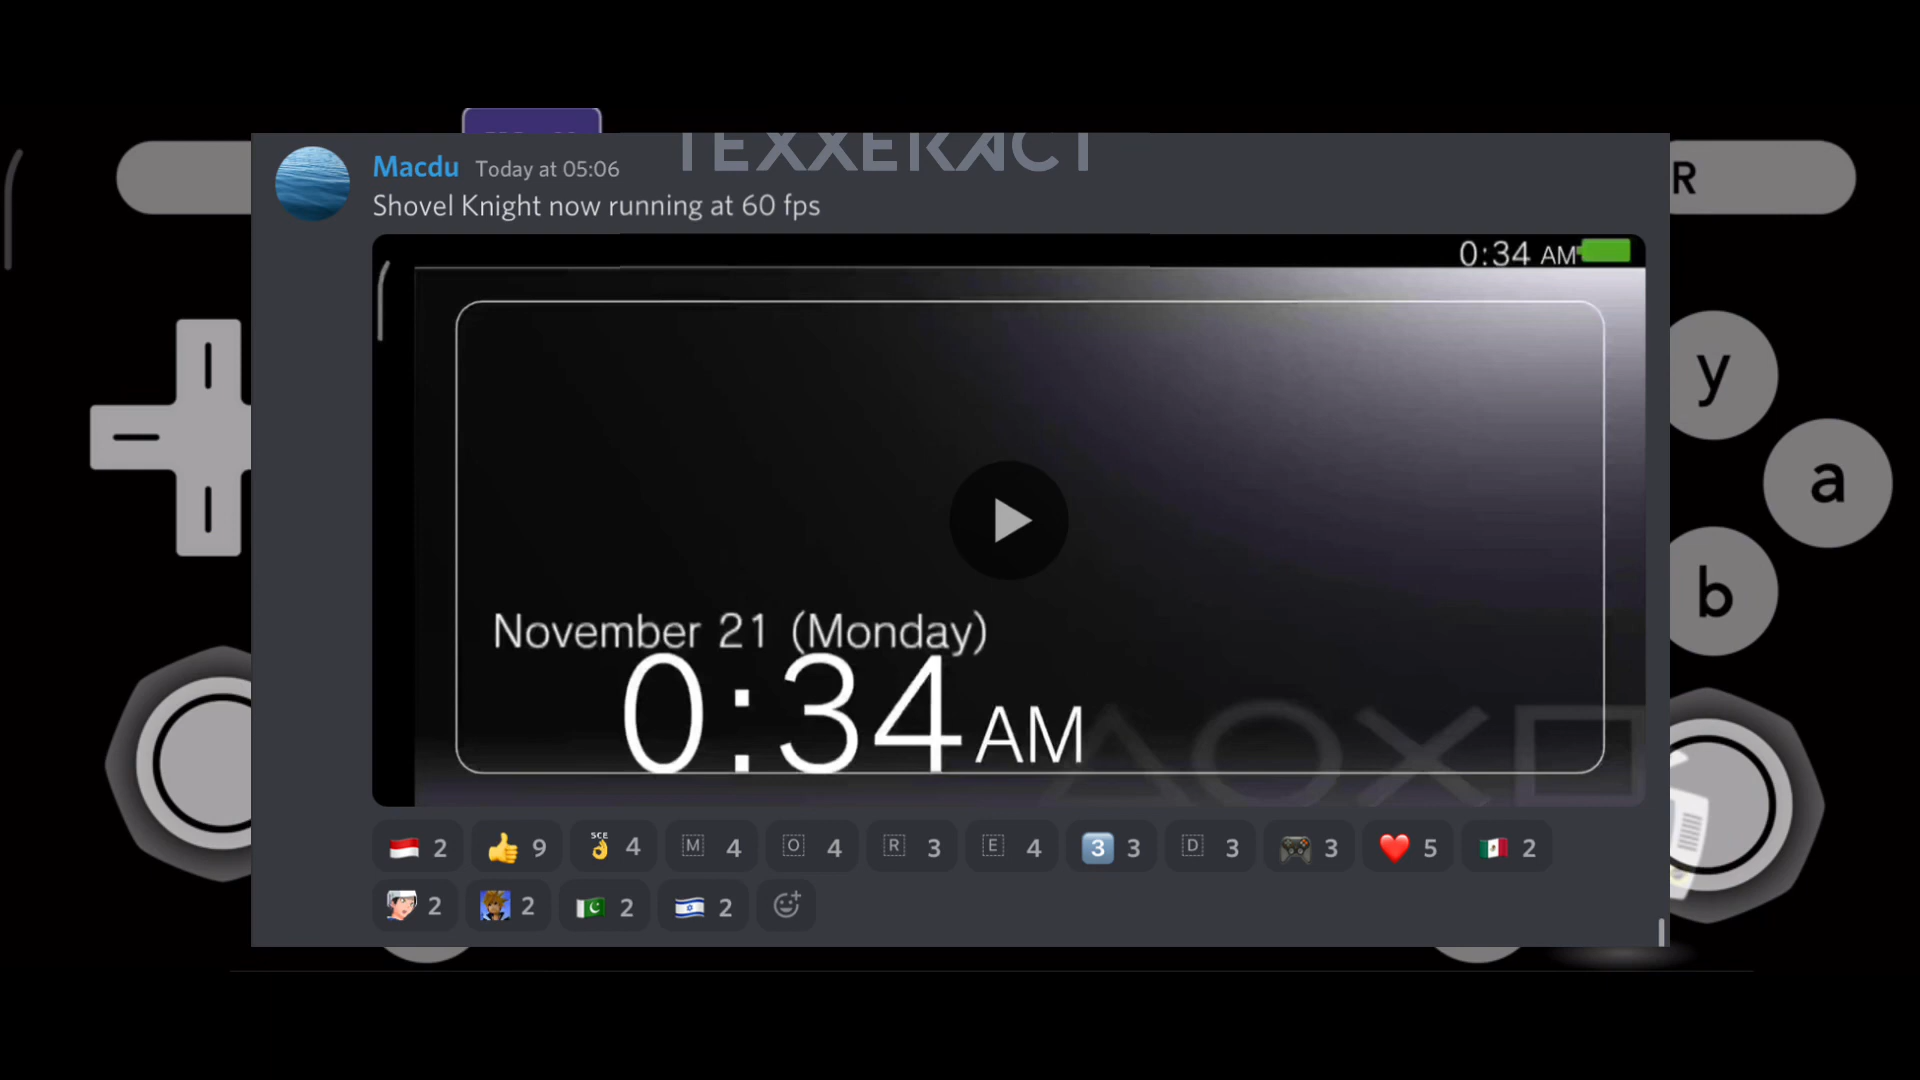 TEXXERACT
Macdu Today at 05:06
Shovel Knight now running at 60 fps
R
0:34 AM
y
a
November 21 (Monday)
0:34 AM
b
2 9 SCE 4 M 4 O 4 R 3 E 4 3 3 D 3 3 5 2
2 2 2 2